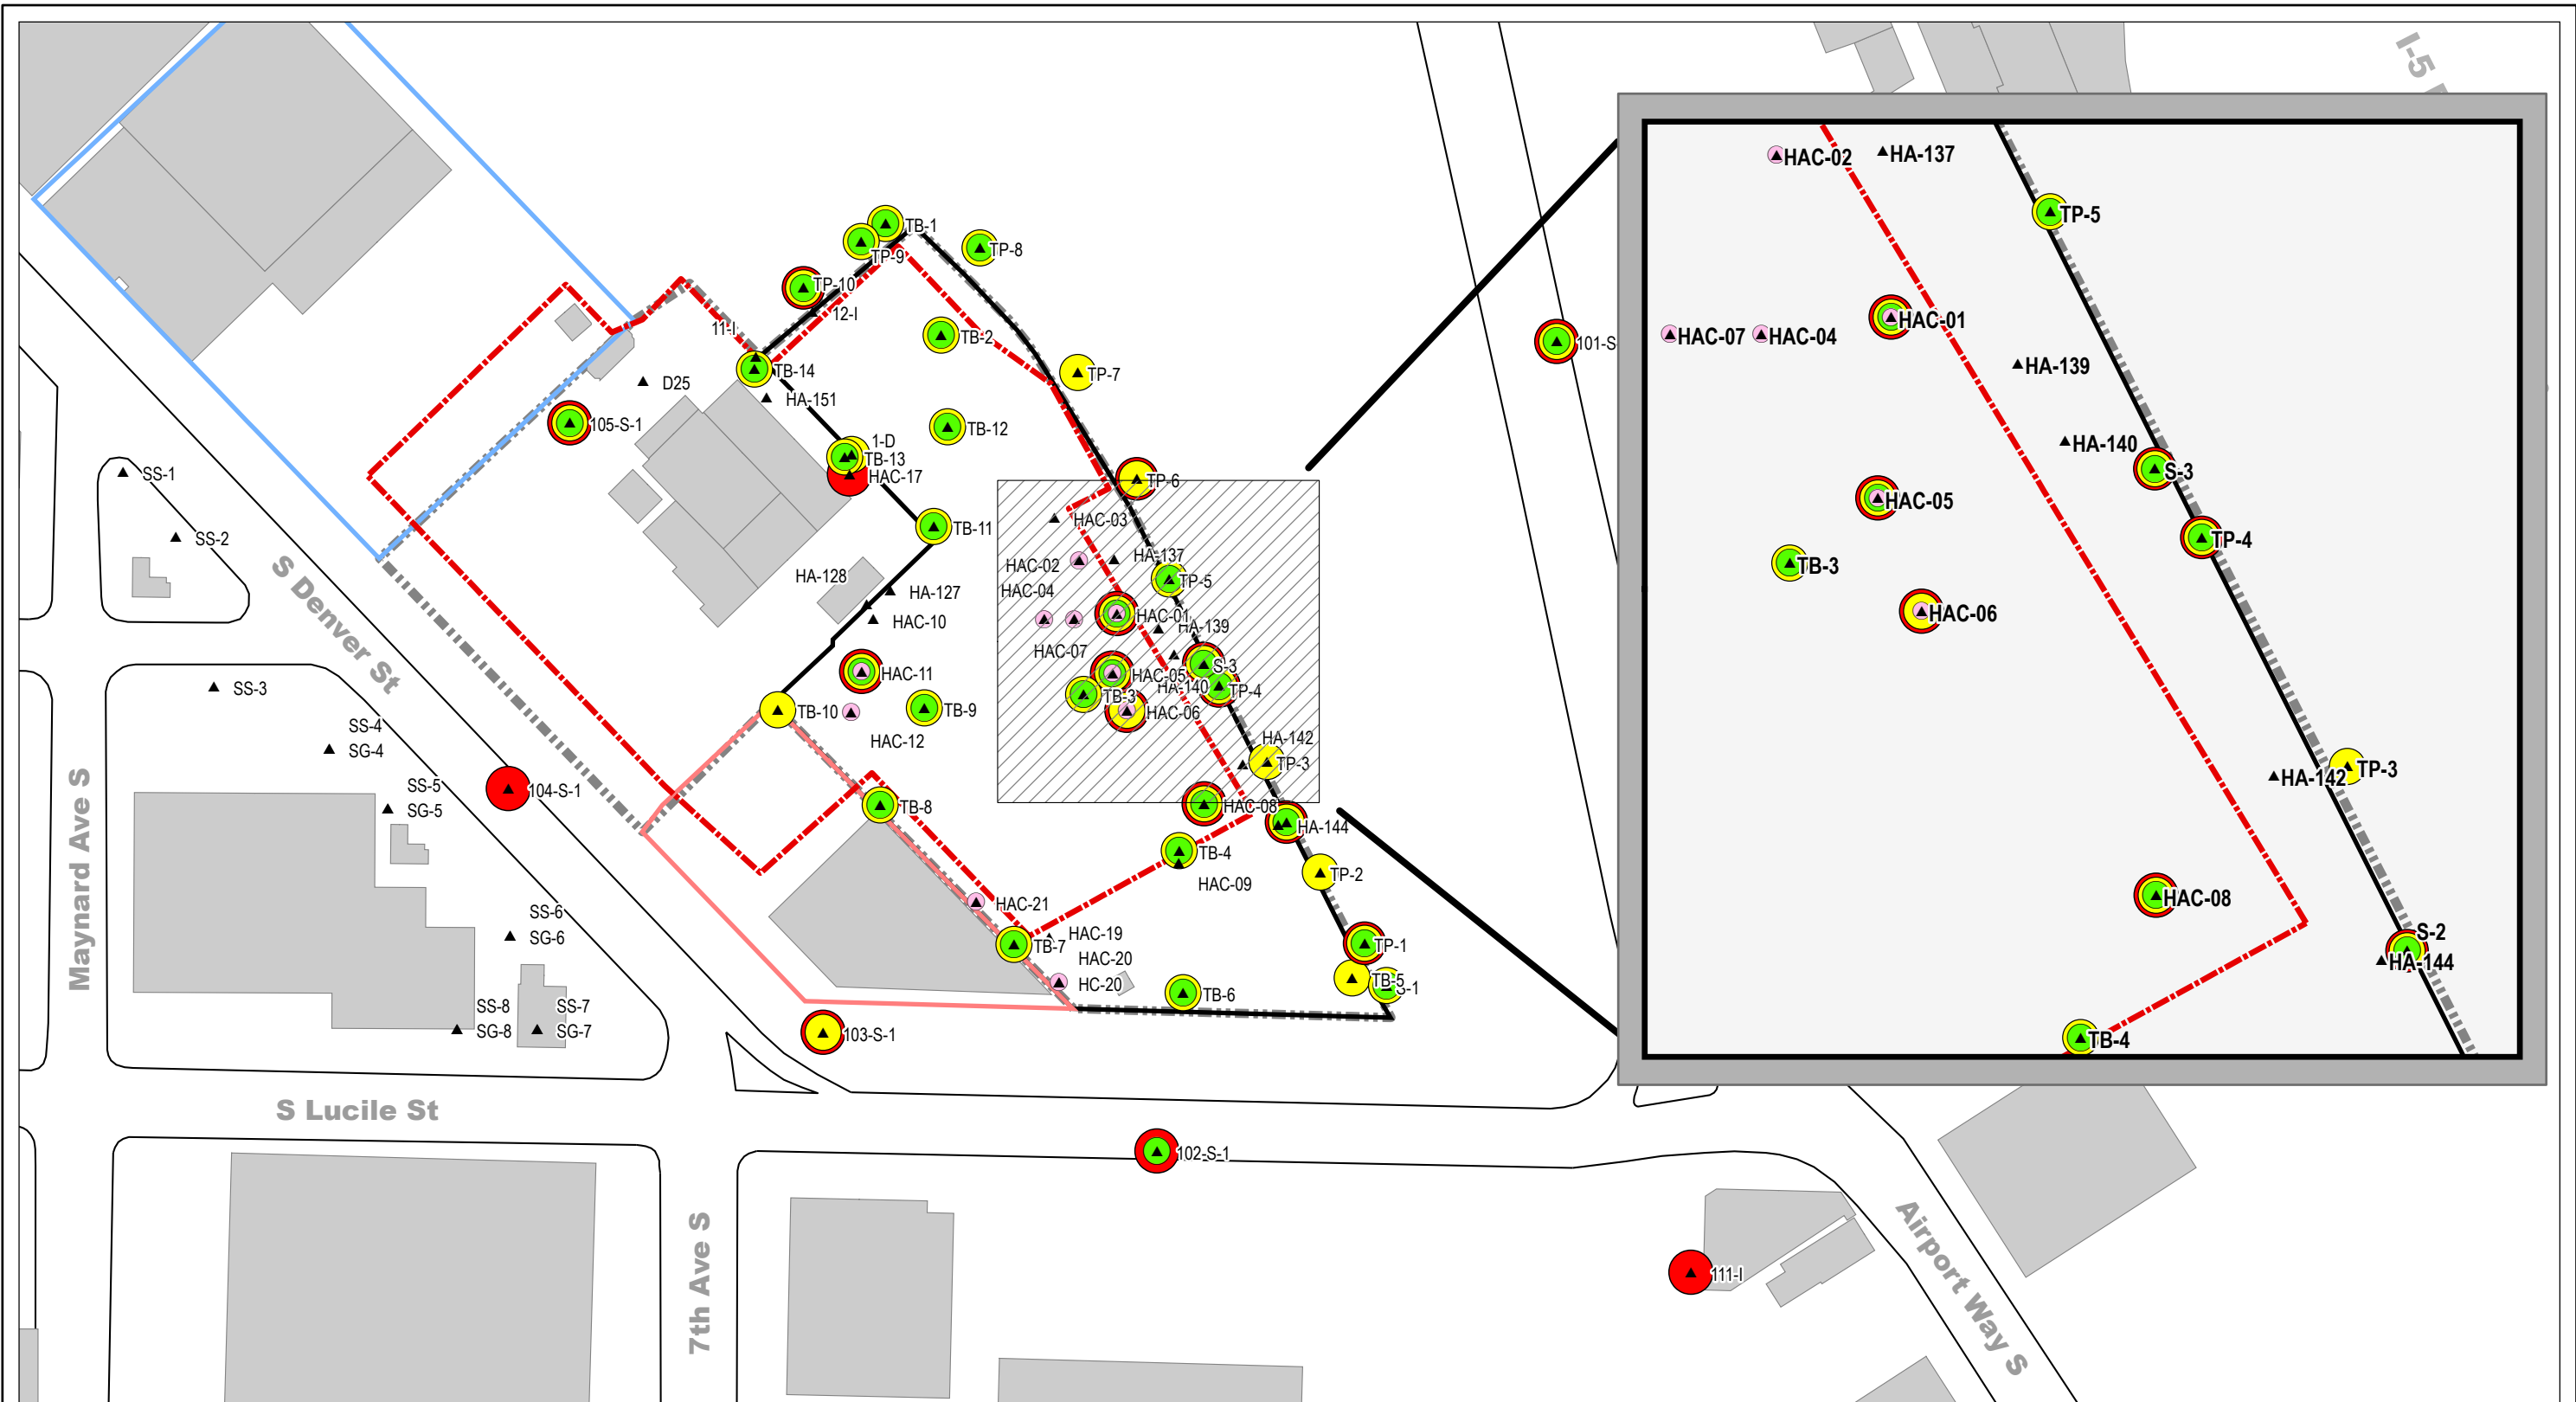 I-5
TB-1
TP-9
TP-8
TP-10
12-I
11-I
TB-2
TB-14
TP-7
101-S
D25
HA-151
105-S-1
TB-12
1-D
TB-13
HAC-17
SS-1
TP-6
HAC-03
TB-11
SS-2
HAC-02
HA-137
HA-128
TP-5
HAC-04
HA-127
HAC-01
HAC-10
HA-139
S Denver St
HAC-07
S-3
HAC-11
HAC-05
HA-140
TP-4
SS-3
TB-3
TB-10
TB-9
HAC-06
SS-4
HAC-12
HA-142
SG-4
TP-3
SS-5
104-S-1
SG-5
TB-8
HAC-08
HA-144
Maynard Ave S
TB-4
TP-2
HAC-09
HAC-21
SS-6
HAC-19
SG-6
TB-7
TP-1
HAC-20
HC-20
TB-5
S-1
TB-6
SS-8
SS-7
SG-8
SG-7
103-S-1
S Lucile St
102-S-1
7th Ave S
111-I
Airport Way S
HAC-02
HA-137
TP-5
HAC-01
HAC-07
HAC-04
HA-139
HA-140
S-3
HAC-05
TP-4
TB-3
HAC-06
TP-3
HA-142
HAC-08
S-2
HA-144
TB-4